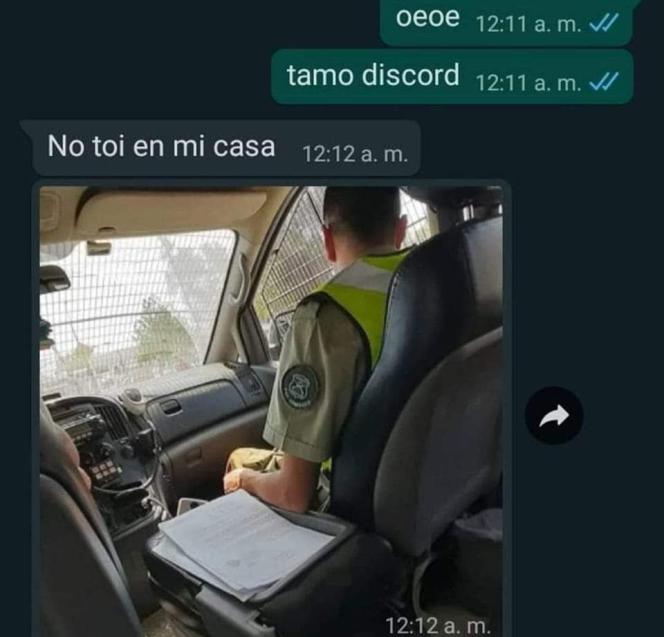 oeoe 12:11 a. m.
tamo discord 12:11 a. m.
No toi en mi casa 12:12 a. m.
12:12 a. m.